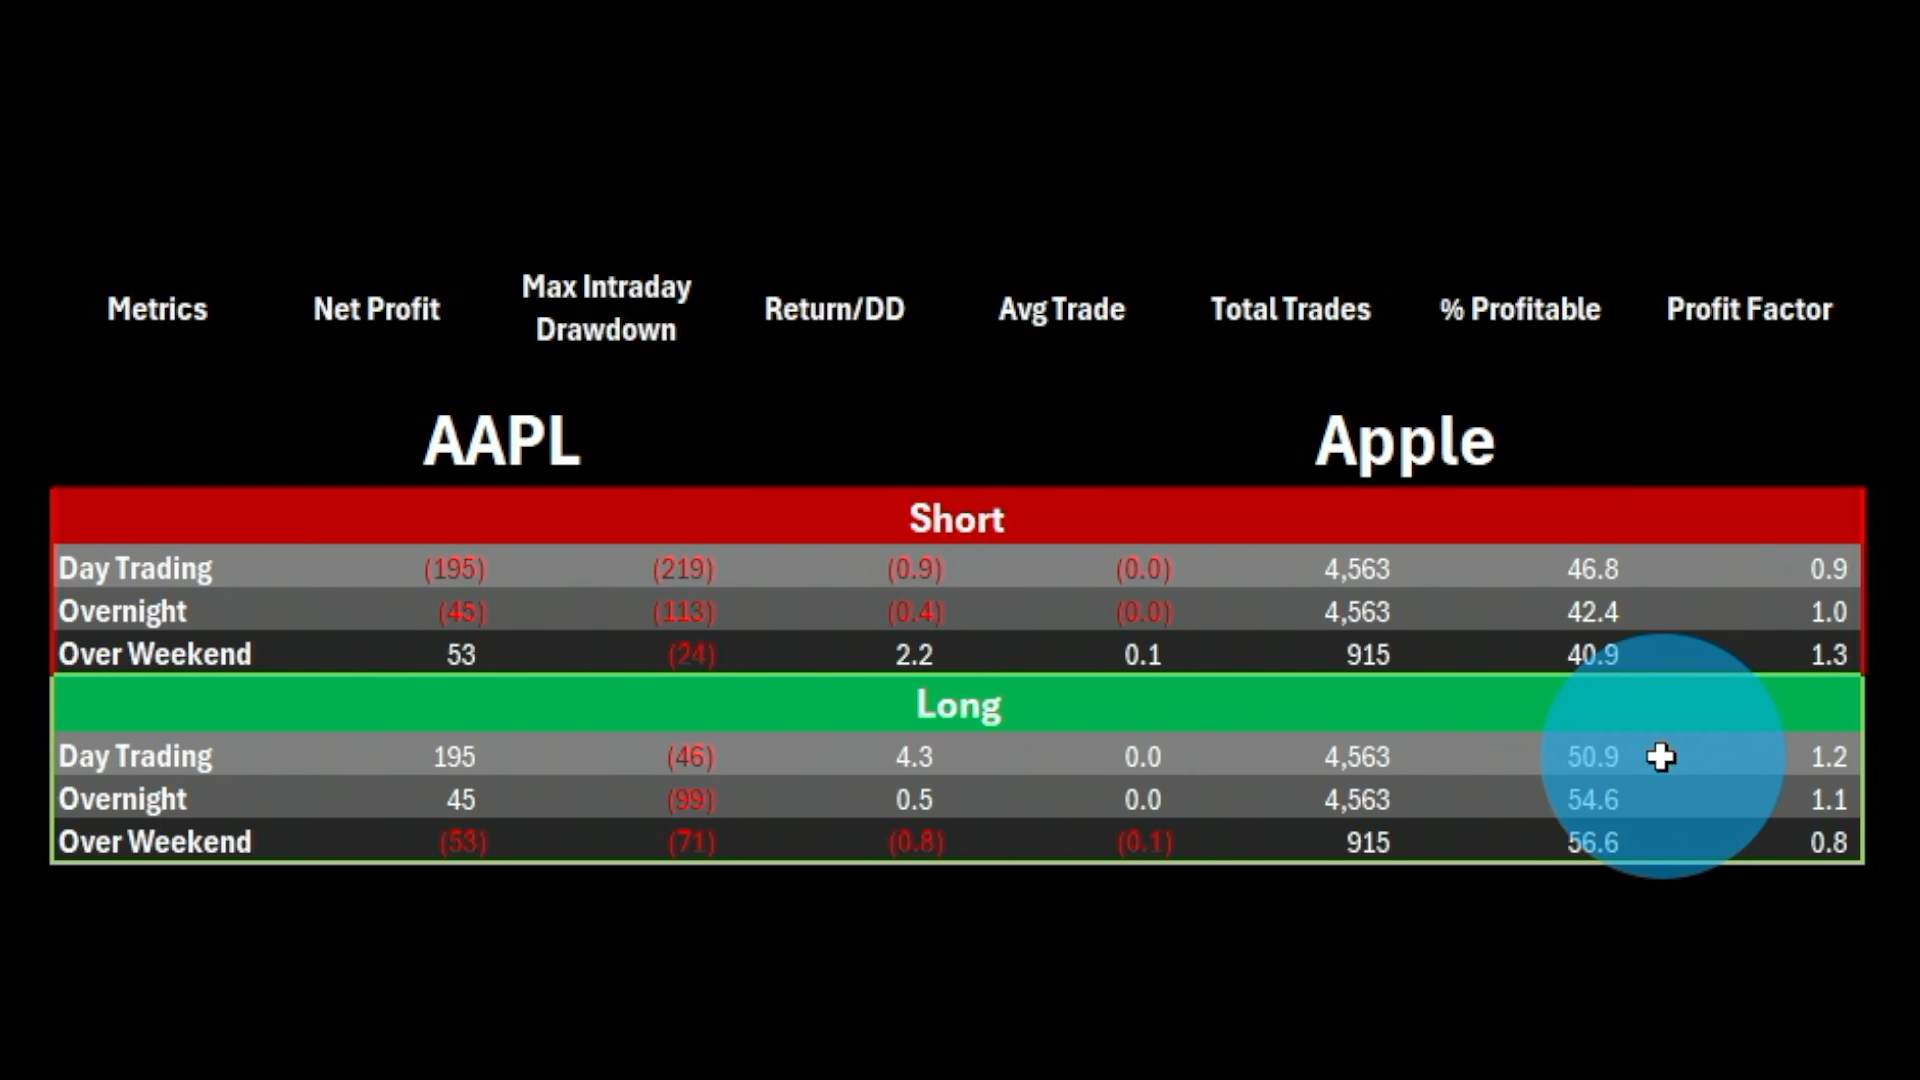 Metrics Net Profit Max Intraday Drawdown Return/DD Avg Trade Total Trades % Profitable Profit Factor
AAPL Apple
Short
Day Trading (195) (219) (0.9) (0.0) 4,563 46.8 0.9
Overnight (45) (113) (0.4) (0.0) 4,563 42.4 1.0
Over Weekend 53 (24) 2.2 0.1 915 40.9 1.3
Long
Day Trading 195 (46) 4.3 0.0 4,563 50.9 1.2
Overnight 45 (99) 0.5 0.0 4,563 54.6 1.1
Over Weekend (53) (71) (0.8) (0.1) 915 56.6 0.8